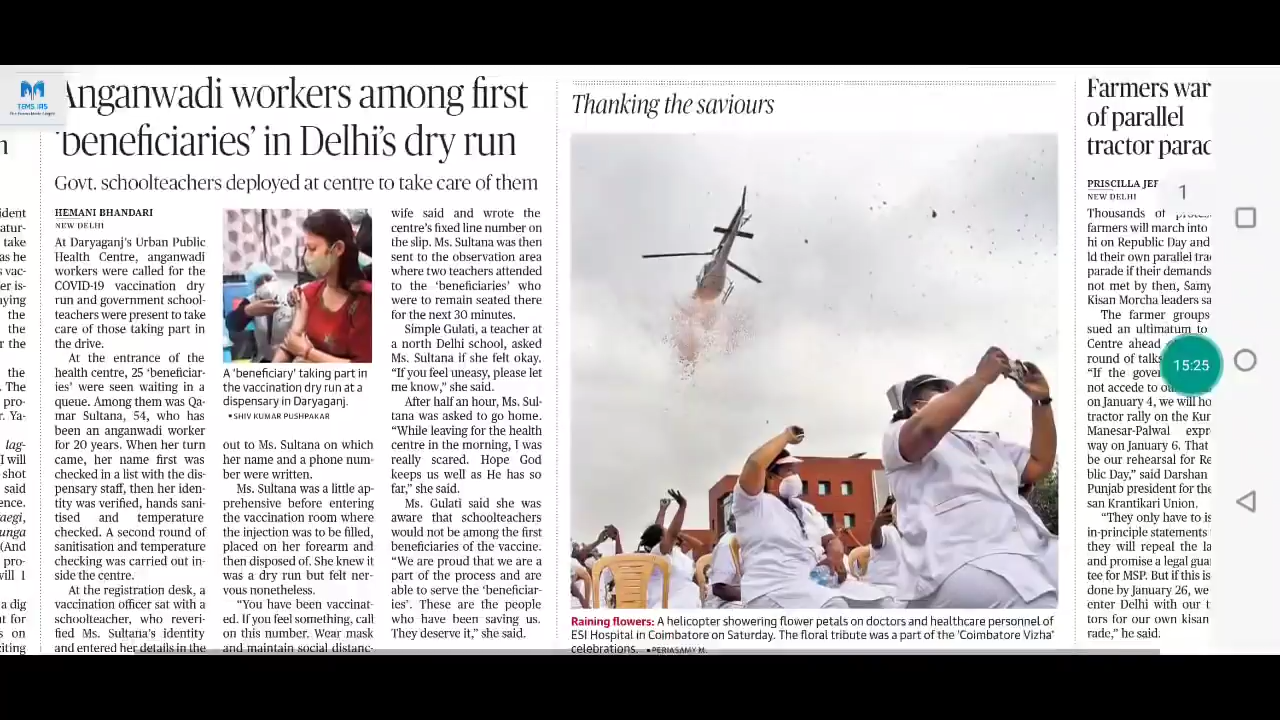 TEMS IAS
Anganwadi workers among first
'beneficiaries' in Delhi's dry run
Govt. schoolteachers deployed at centre to take care of them
HEMANI BHANDARI
NEW DELHI
At Daryaganj's Urban Public
Health Centre, anganwadi
workers were called for the
COVID-19 vaccination dry
run and government school-
teachers were present to take
care of those taking part in
the drive.
At the entrance of the
health centre, 25 'beneficiar-
ies' were seen waiting in a
queue. Among them was Qa-
mar Sultana, 54, who has
been an anganwadi worker
for 20 years. When her turn
came, her name first was
checked in a list with the dis-
pensary staff, then her iden-
tity was verified, hands sani-
tised and temperature
checked. A second round of
sanitisation and temperature
checking was carried out in-
side the centre.
At the registration desk, a
vaccination officer sat with a
schoolteacher, who reveri-
fied Ms. Sultana's identity
and entered her details in the
A 'beneficiary' taking part in
the vaccination dry run at a
dispensary in Daryaganj.
• SHIV KUMAR PUSHPAKAR
out to Ms. Sultana on which
her name and a phone num-
ber were written.
Ms. Sultana was a little ap-
prehensive before entering
the vaccination room where
the injection was to be filled,
placed on her forearm and
then disposed of. She knew it
was a dry run but felt ner-
vous nonetheless.
"You have been vaccinat-
ed. If you feel something, call
on this number. Wear mask
and maintain social distanc-
wife said and wrote the
centre's fixed line number on
the slip. Ms. Sultana was then
sent to the observation area
where two teachers attended
to the 'beneficiaries' who
were to remain seated there
for the next 30 minutes.
Simple Gulati, a teacher at
a north Delhi school, asked
Ms. Sultana if she felt okay.
"If you feel uneasy, please let
me know," she said.
After half an hour, Ms. Sul-
tana was asked to go home.
"While leaving for the health
centre in the morning, I was
really scared. Hope God
keeps us well as He has so
far," she said.
Ms. Gulati said she was
aware that schoolteachers
would not be among the first
beneficiaries of the vaccine.
"We are proud that we are a
part of the process and are
able to serve the 'beneficiar-
ies'. These are the people
who have been saving us.
They deserve it," she said.
Thanking the saviours
Raining flowers: A helicopter showering flower petals on doctors and healthcare personnel of
ESI Hospital in Coimbatore on Saturday. The floral tribute was a part of the 'Coimbatore Vizha'
celebrations. • PERIASAMY M.
Farmers war
of parallel
tractor parad
PRISCILLA JEF
NEW DELHI
Thousands of
farmers will march into
hi on Republic Day and
ld their own parallel tra
parade if their demands
not met by then, Samy
Kisan Morcha leaders sa
The farmer groups
sued an ultimatum to
Centre ahead
round of talks
"If the gover
not accede to
on January 4, we will ho
tractor rally on the Kun
Manesar-Palwal expr
way on January 6. That
be our rehearsal for Re
blic Day," said Darshan
Punjab president for the
san Krantikari Union.
"They only have to is
in-principle statements
they will repeal the la
and promise a legal gua
tee for MSP. But if this is
done by January 26, we
enter Delhi with our t
tors for our own kisan
rade," he said.
1
15:25